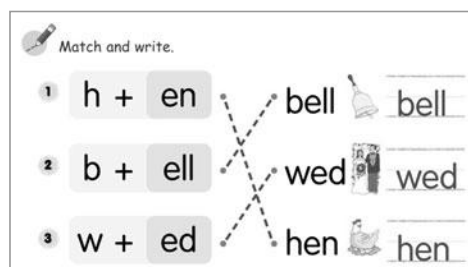 Match and write.
1 h + en bell bell
2 b + ell wed wed
3 w + ed hen hen